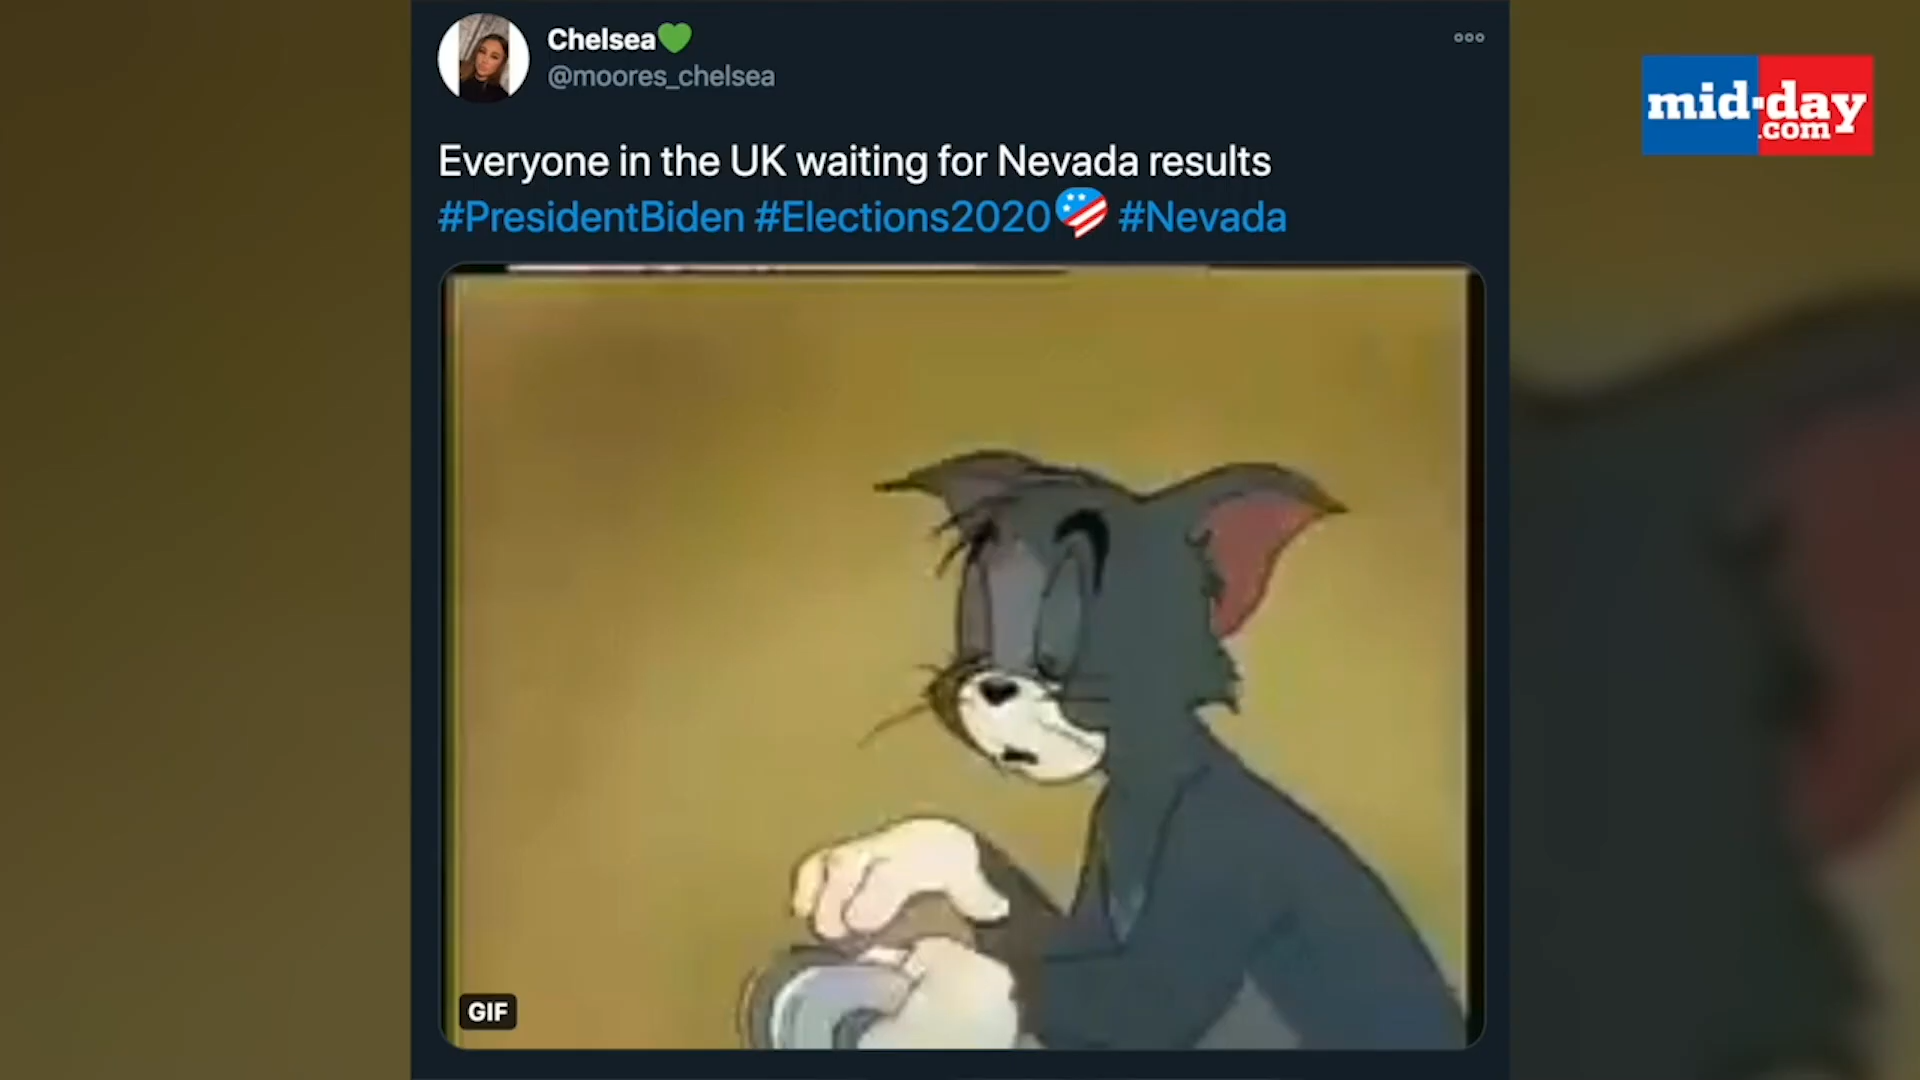 Chelsea💚
@moores_chelsea
mid-day
.com
Everyone in the UK waiting for Nevada results
#PresidentBiden #Elections2020 #Nevada
GIF